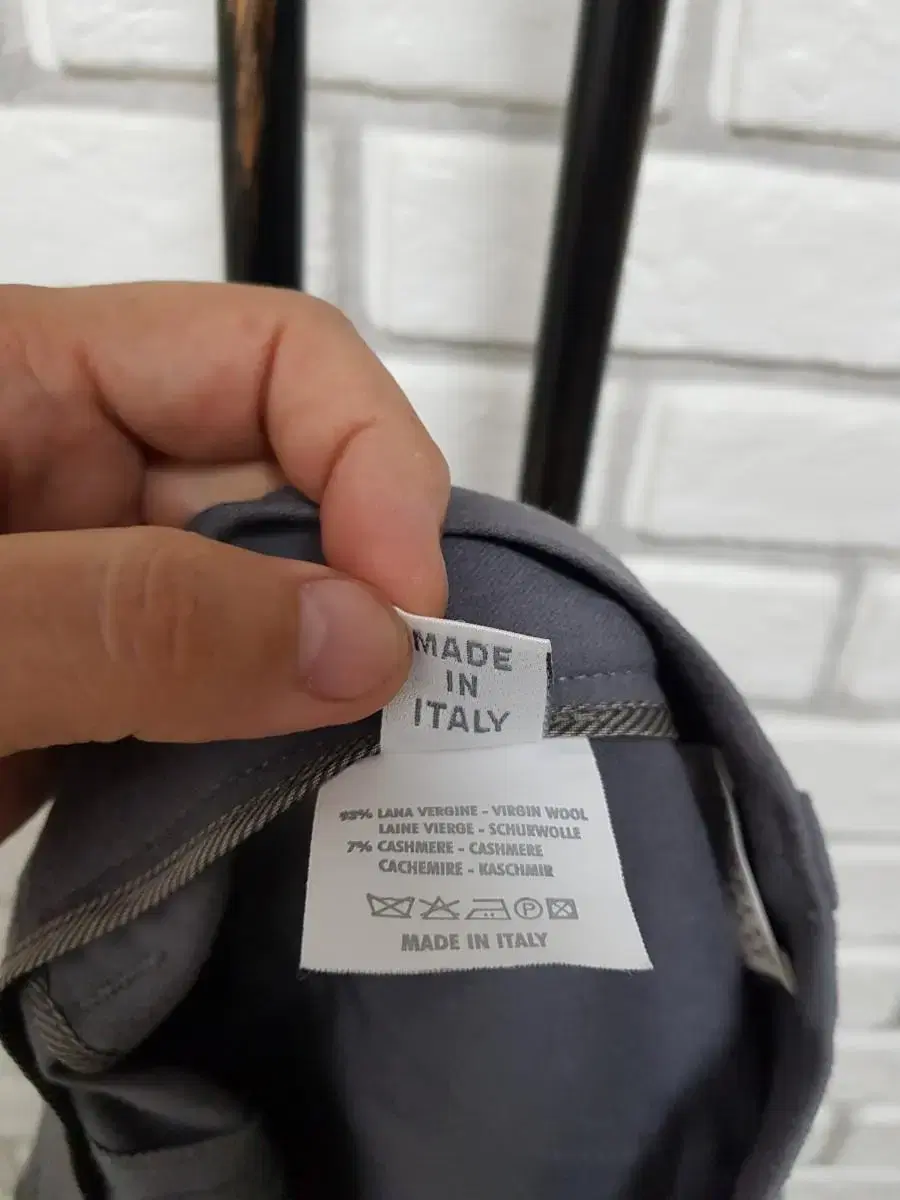 MADE
IN
ITALY
93% LANA VERGINE - VIRGIN WOOL
LAINE VIERGE - SCHURWOLLE
7% CASHMERE - CASHMERE
CACHEMIRE - KASCHMIR
P
MADE IN ITALY